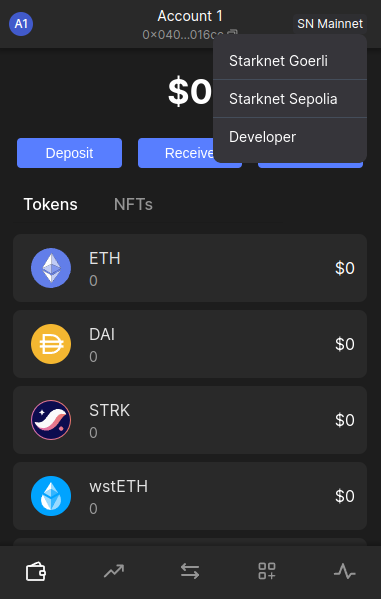 A1
Account 1
0×040...016c
SN Mainnet
Starknet Goerli
Starknet Sepolia
Developer
$0
Deposit
Receive
Tokens
NFTs
ETH
0
$0
DAI
0
$0
STRK
0
$0
wstETH
0
$0